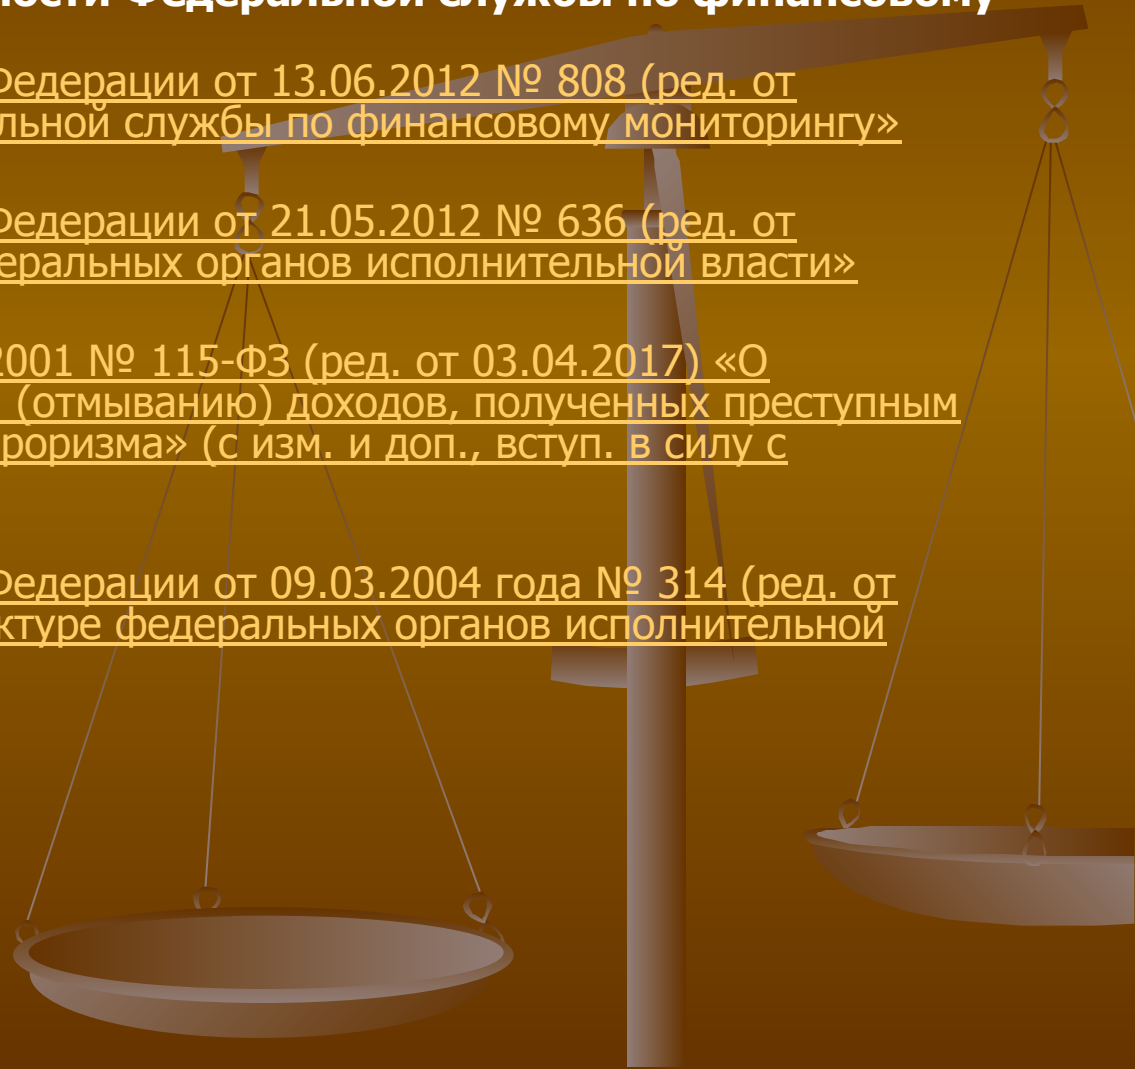 ности Федеральной службы по финансовому
Федерации от 13.06.2012 № 808 (ред. от
льной службы по финансовому мониторингу»
Федерации от 21.05.2012 № 636 (ред. от
еральных органов исполнительной власти»
2001 № 115-ФЗ (ред. от 03.04.2017) «О
(отмыванию) доходов, полученных преступным
рроризма» (с изм. и доп., вступ. в силу с
Федерации от 09.03.2004 года № 314 (ред. от
ктуре федеральных органов исполнительной